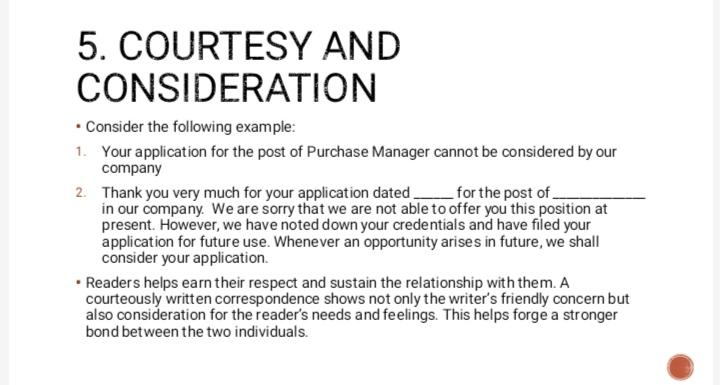 5. COURTESY AND
CONSIDERATION
▪ Consider the following example:
1. Your application for the post of Purchase Manager cannot be considered by our
company
2. Thank you very much for your application dated ______ for the post of ______________
in our company. We are sorry that we are not able to offer you this position at
present. However, we have noted down your credentials and have filed your
application for future use. Whenever an opportunity arises in future, we shall
consider your application.
▪ Readers helps earn their respect and sustain the relationship with them. A
courteously written correspondence shows not only the writer's friendly concern but
also consideration for the reader's needs and feelings. This helps forge a stronger
bond between the two individuals.